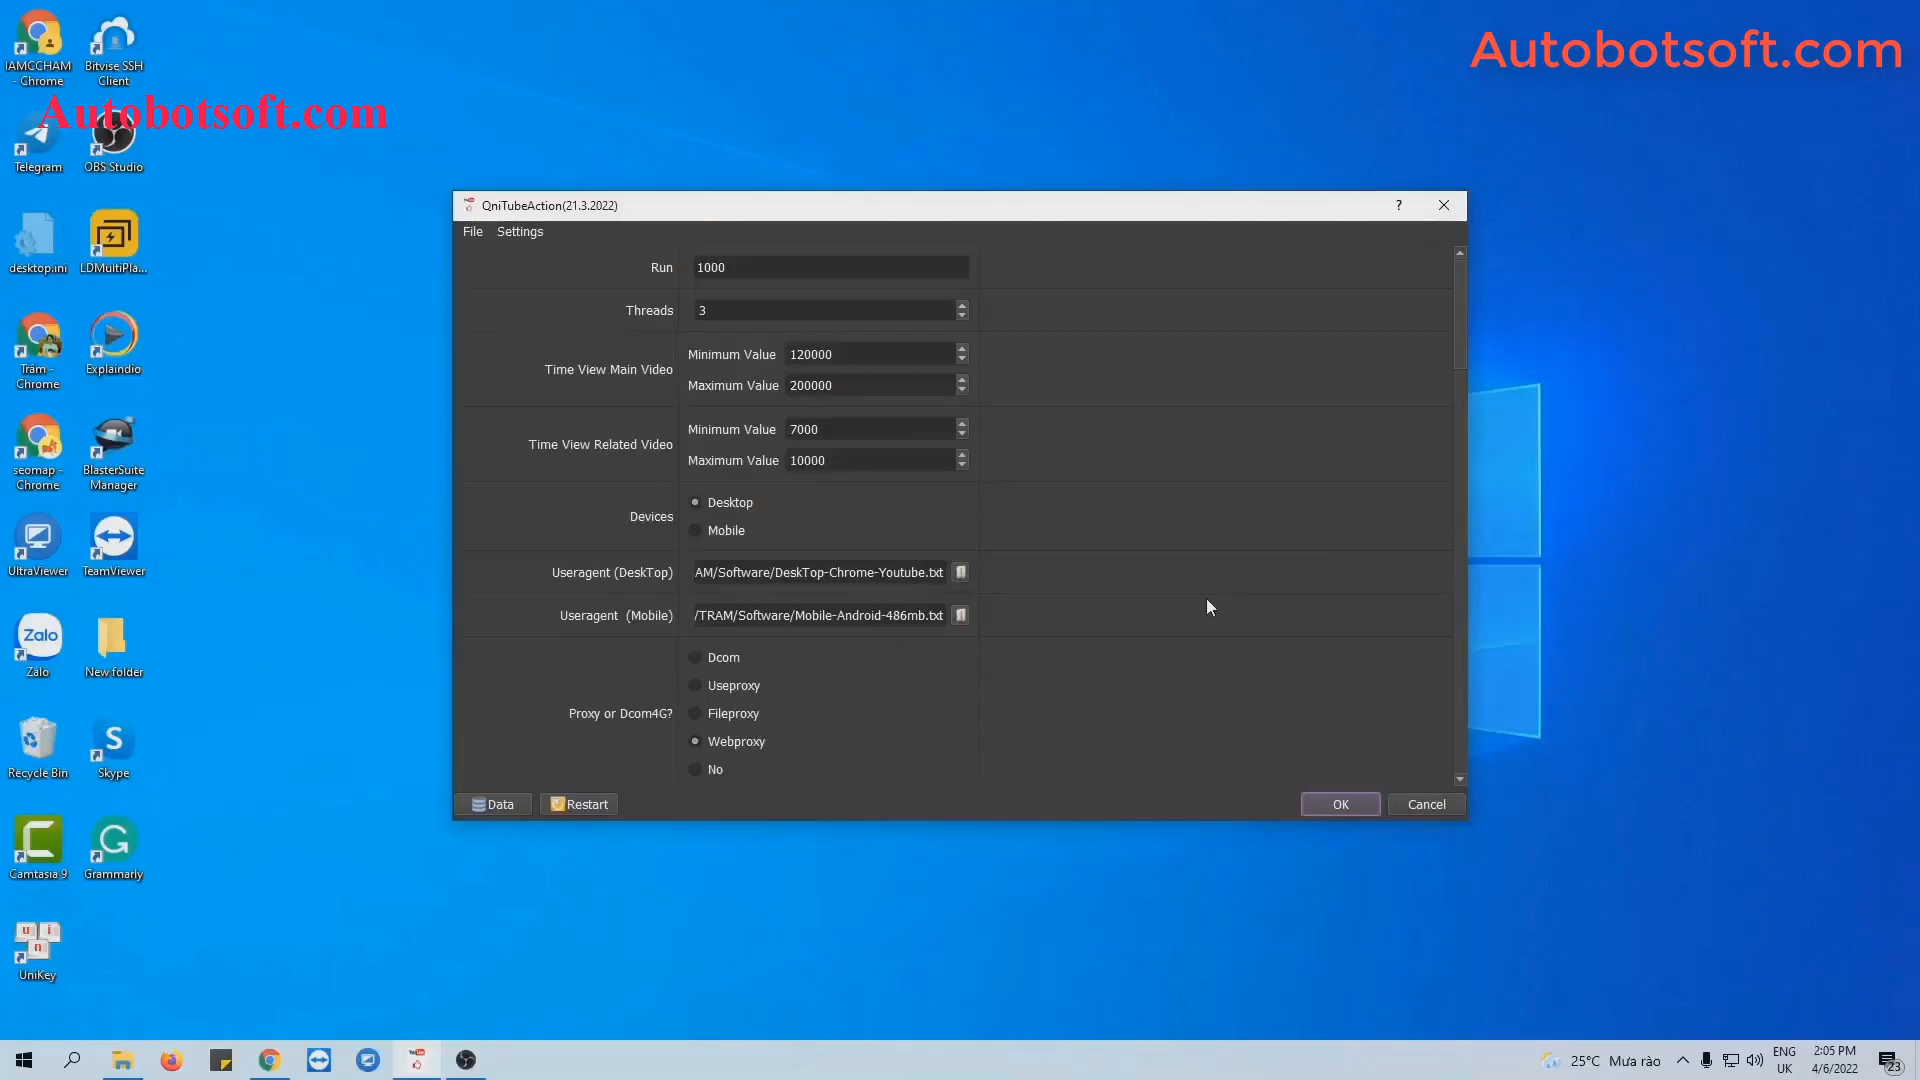 Autobotsoft.com
IAMCCHAM
- Chrome
Bitvise SSH
Client
Autobotsoft.com
Telegram
OBS Studio
desktop.ini
LDMultiPla...
Trâm -
Chrome
Explaindio
seomap -
Chrome
BlasterSuite
Manager
UltraViewer
TeamViewer
Zalo
Zalo
New folder
Recycle Bin
Skype
Camtasia 9
Grammarly
u i
n
UniKey
QniTubeAction(21.3.2022)
File Settings
Run 1000
Threads 3
Time View Main Video
Minimum Value 120000
Maximum Value 200000
Time View Related Video
Minimum Value 7000
Maximum Value 10000
Devices
Desktop
Mobile
Useragent (DeskTop) AM/Software/DeskTop-Chrome-Youtube.txt
Useragent (Mobile) /TRAM/Software/Mobile-Android-486mb.txt
Proxy or Dcom4G?
Dcom
Useproxy
Fileproxy
Webproxy
No
Data Restart OK Cancel
25°C Mưa rào
ENG
UK
2:05 PM
4/6/2022
23